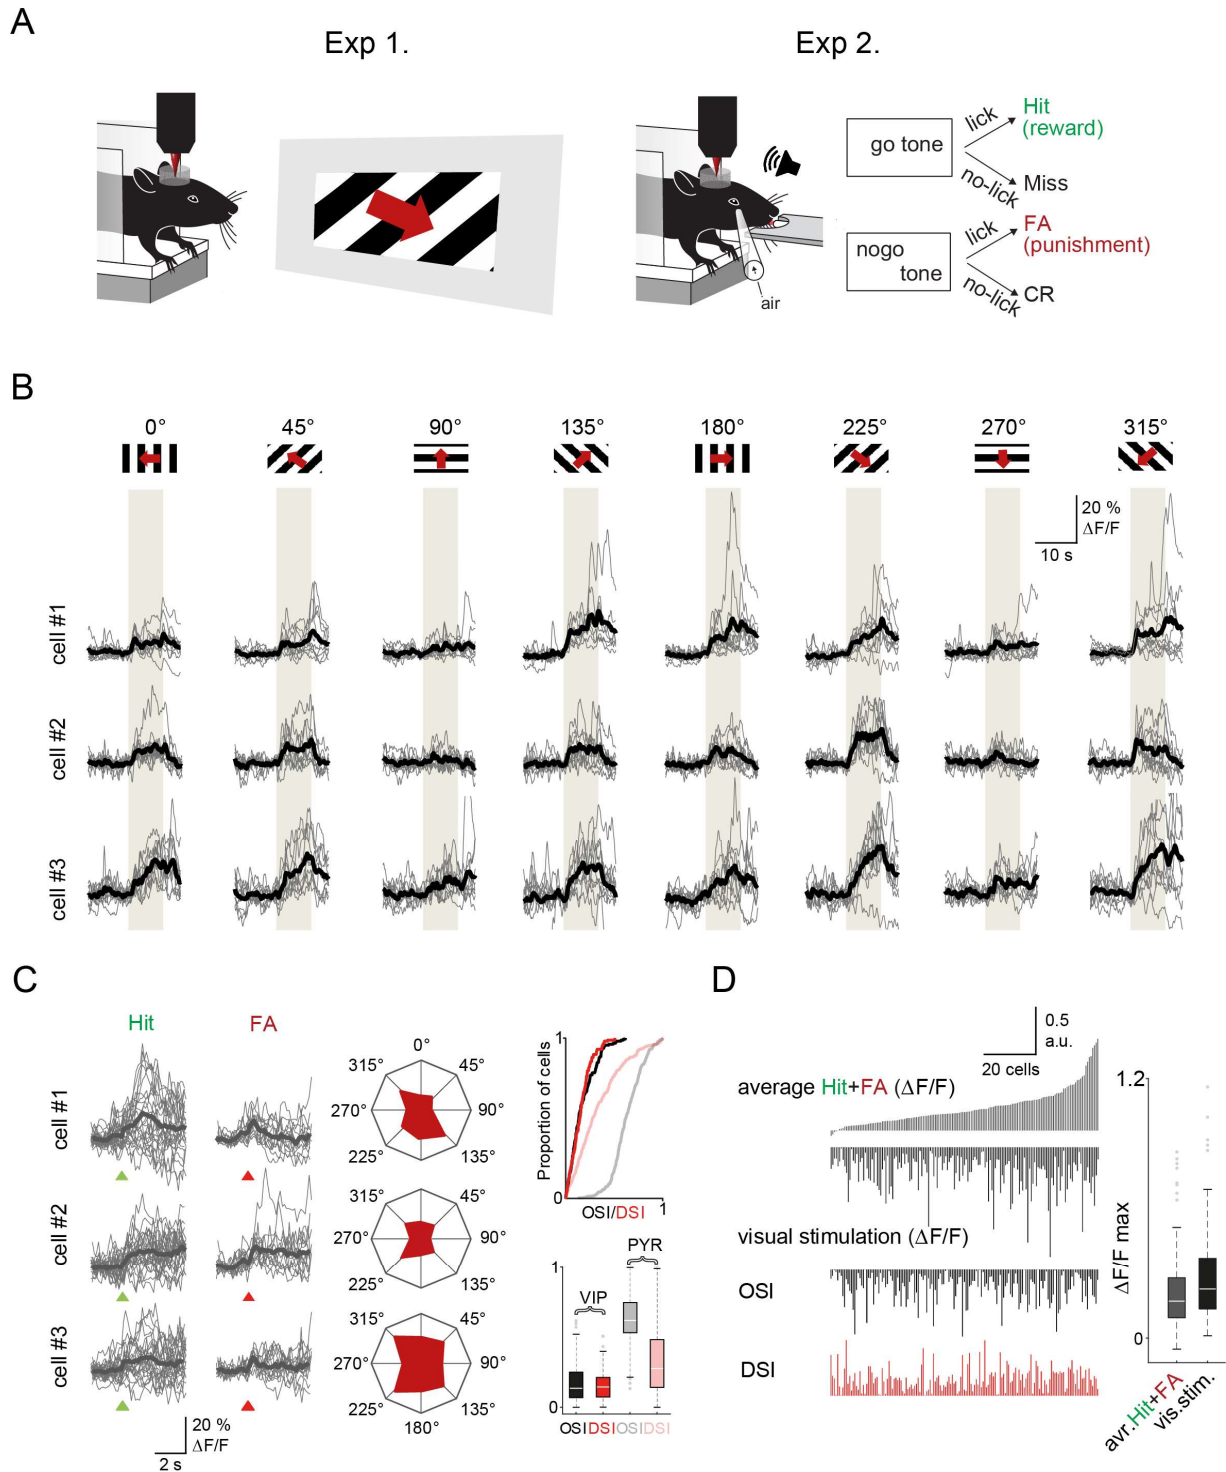 A
Exp 1.
Exp 2.
go tone
lick
Hit
(reward)
no-lick
Miss
nogo
tone
lick
FA
(punishment)
no-lick
CR
air
B
0° 45° 90° 135° 180° 225° 270° 315°
20 %
ΔF/F
10 s
cell #1
cell #2
cell #3
C
Hit FA
cell #1
cell #2
cell #3
20 %
ΔF/F
2 s
0°
315° 45°
270° 90°
225° 135°
315° 45°
270° 90°
225° 135°
315° 45°
270° 90°
225° 135°
180°
Proportion of cells
1
0
OSI/DSI 1
1
0
VIP
PYR
OSI DSI OSI DSI
D
0.5
a.u.
20 cells
average Hit+FA (ΔF/F)
visual stimulation (ΔF/F)
OSI
DSI
1.2
ΔF/F max
0
avr.Hit+FA
vis.stim.